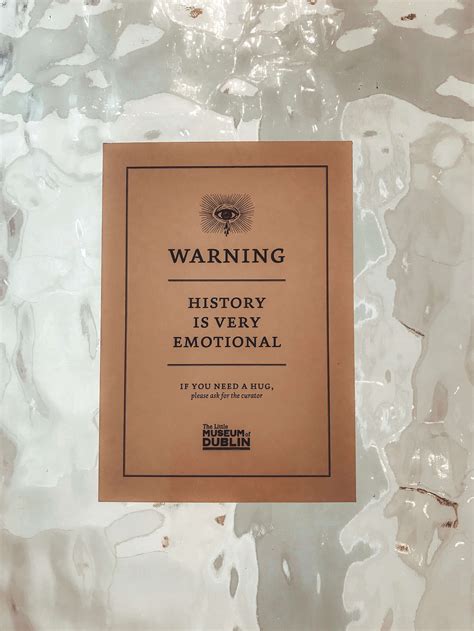 WARNING
HISTORY
IS VERY
EMOTIONAL
IF YOU NEED A HUG,
please ask for the curator
The Little
MUSEUM of
DUBLIN